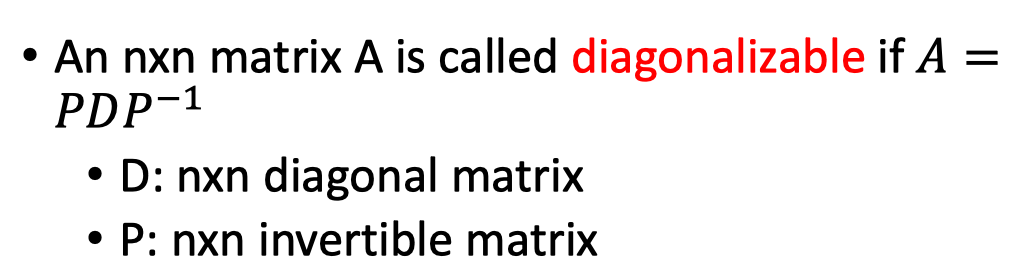 • An nxn matrix A is called diagonalizable if 𝐴 =
𝑃𝐷𝑃⁻¹
• D: nxn diagonal matrix
• P: nxn invertible matrix